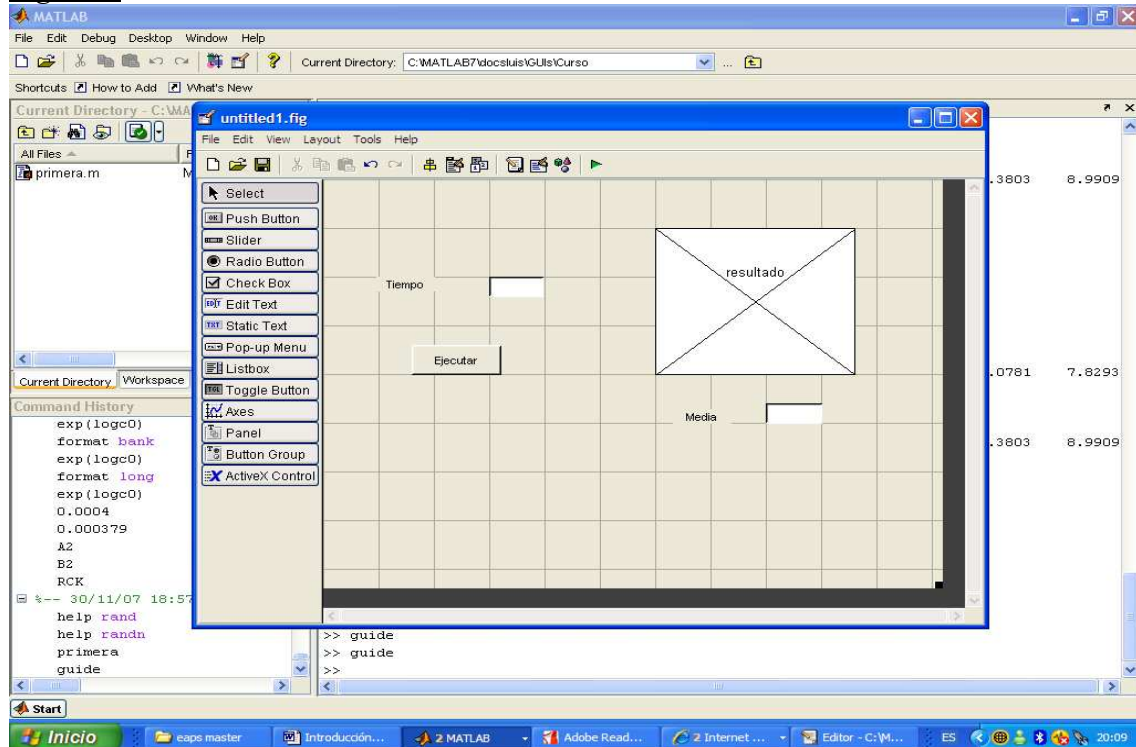 MATLAB
File Edit Debug Desktop Window Help
Current Directory: C:\MATLAB7\docsluis\GUIs\Curso
Shortcuts How to Add What's New
Current Directory - C:\MA
All Files
primera.m M
Current Directory Workspace
Command History
exp(logc0)
format bank
exp(logc0)
format long
exp(logc0)
0.0004
0.000379
A2
B2
RCK
%-- 30/11/07 18:57
help rand
help randn
primera
guide
untitled1.fig
File Edit View Layout Tools Help
Select
OK Push Button
Slider
Radio Button
Check Box
EDIT Edit Text
TXT Static Text
Pop-up Menu
Listbox
TGL Toggle Button
Axes
Panel
Button Group
ActiveX Control
Tiempo
Ejecutar
resultado
Media
.3803 8.9909
.0781 7.8293
.3803 8.9909
>> guide
>> guide
>>
Start
Inicio eaps master Introducción... 2 MATLAB Adobe Read... 2 Internet ... Editor - C:\M... ES 20:09